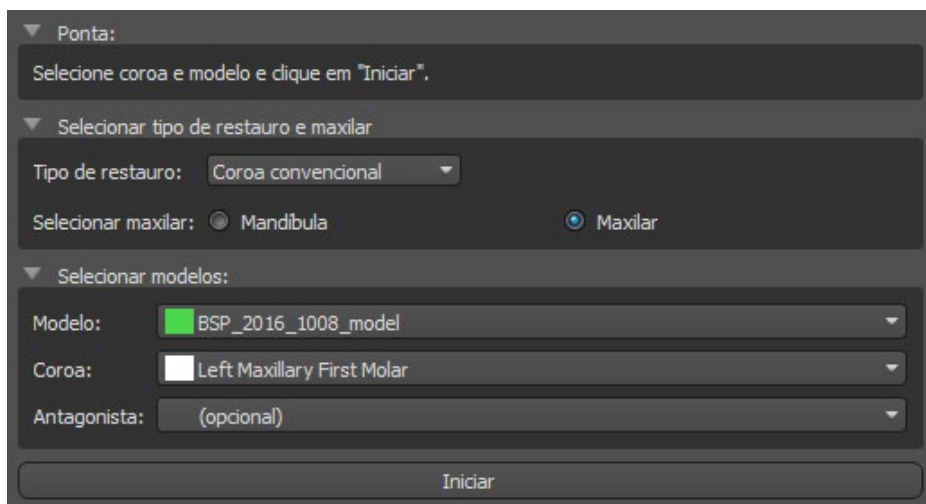 Ponta:
Selecione coroa e modelo e clique em "Iniciar".
Selecionar tipo de restauro e maxilar
Tipo de restauro: Coroa convencional
Selecionar maxilar: Mandíbula Maxilar
Selecionar modelos:
Modelo: BSP_2016_1008_model
Coroa: Left Maxillary First Molar
Antagonista: (opcional)
Iniciar